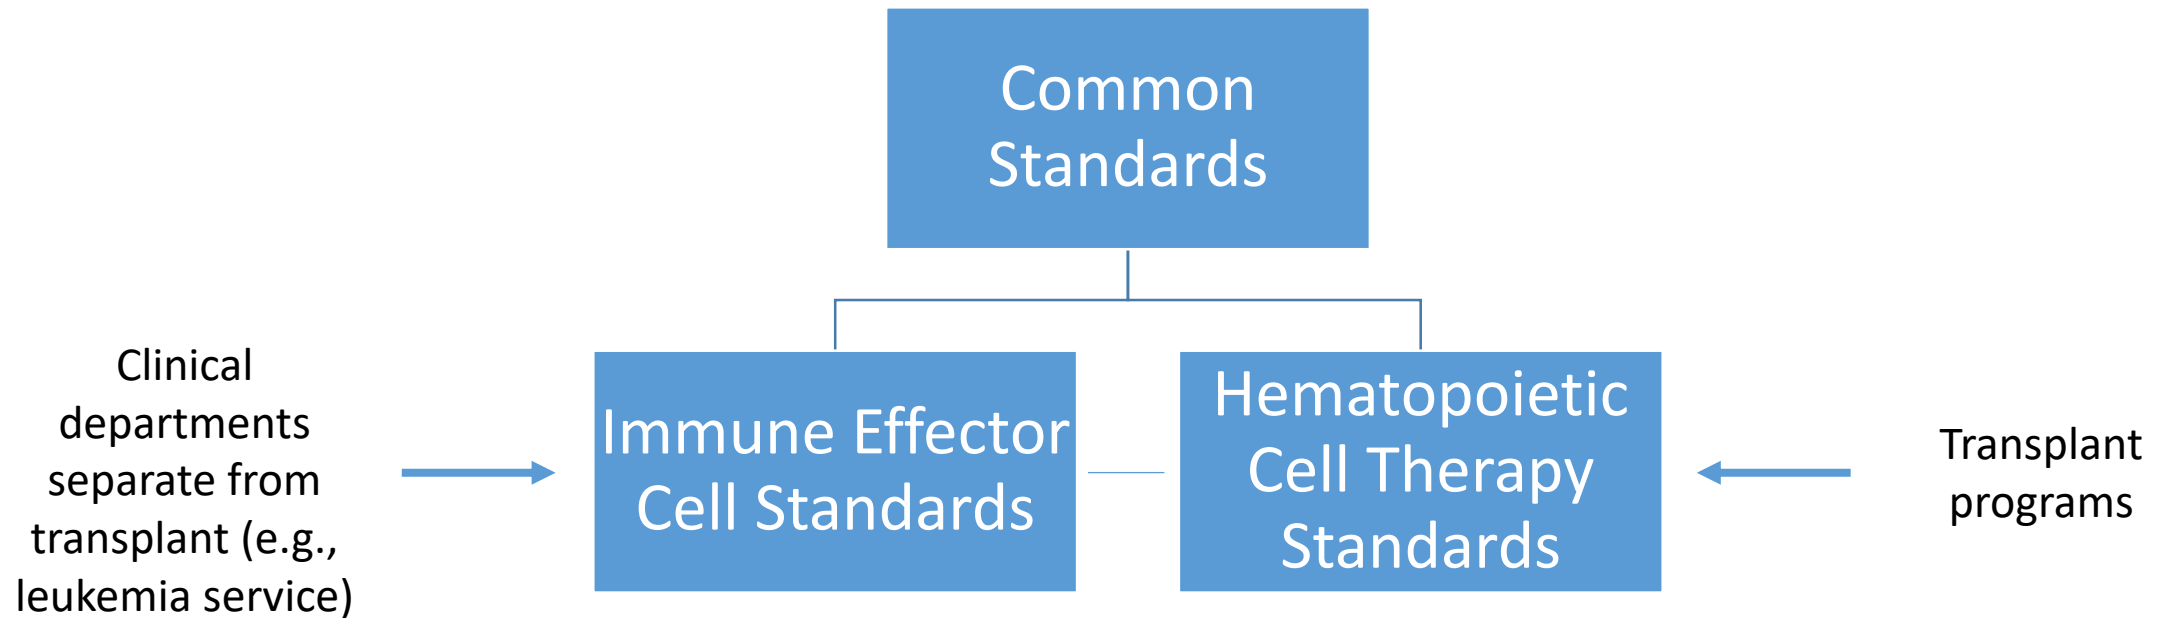 Common
Standards
Clinical
departments
separate from
transplant (e.g.,
leukemia service)
Immune Effector
Cell Standards
Hematopoietic
Cell Therapy
Standards
Transplant
programs